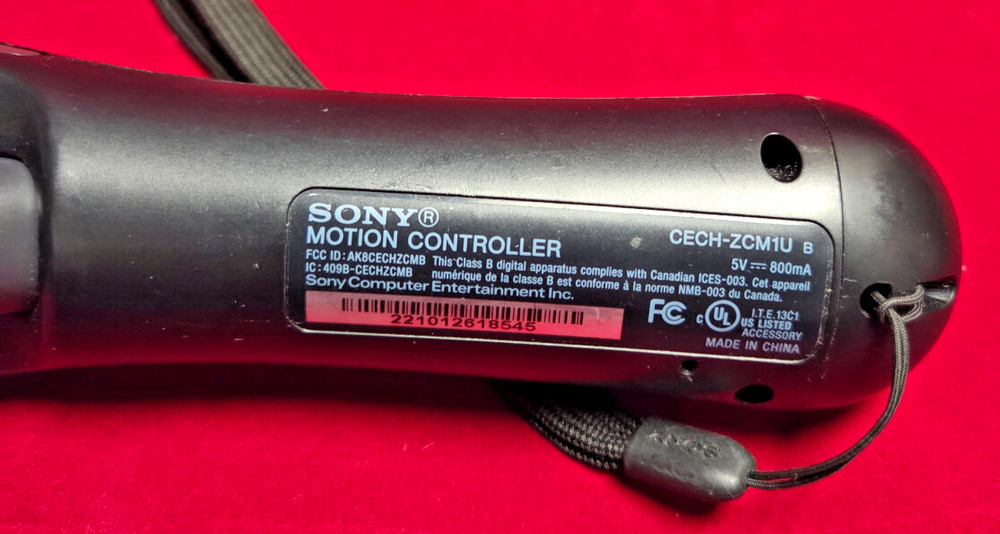 SONY®
MOTION CONTROLLER
CECH-ZCM1U B
5V ⎓ 800mA
FCC ID: AK8CECHZCMB This Class B digital apparatus complies with Canadian ICES-003. Cet appareil
IC: 409B-CECHZCMB numérique de la classe B est conforme à la norme NMB-003 du Canada.
Sony Computer Entertainment Inc.
221012618545
FC
c UL US LISTED
I.T.E.13C1
ACCESSORY
MADE IN CHINA
SONY